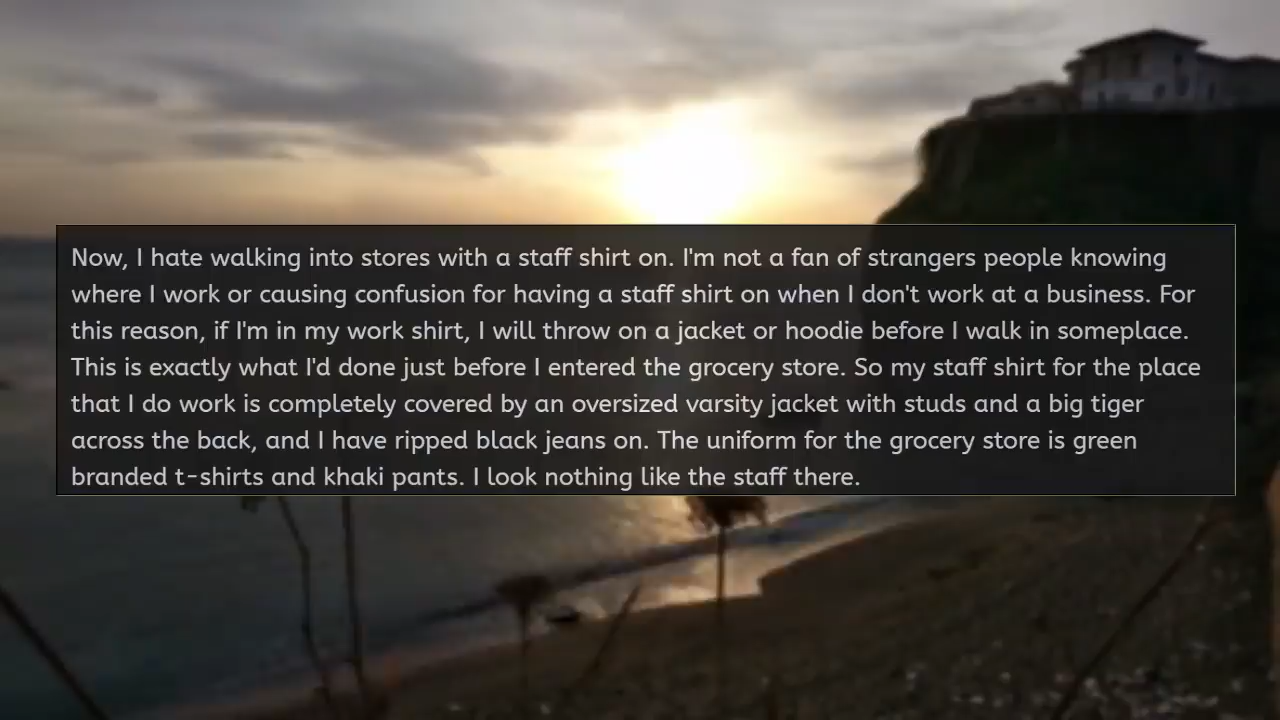 Now, I hate walking into stores with a staff shirt on. I'm not a fan of strangers people knowing
where I work or causing confusion for having a staff shirt on when I don't work at a business. For
this reason, if I'm in my work shirt, I will throw on a jacket or hoodie before I walk in someplace.
This is exactly what I'd done just before I entered the grocery store. So my staff shirt for the place
that I do work is completely covered by an oversized varsity jacket with studs and a big tiger
across the back, and I have ripped black jeans on. The uniform for the grocery store is green
branded t-shirts and khaki pants. I look nothing like the staff there.